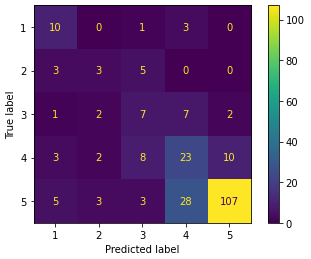 1 10 0 1 3 0 100
2 3 3 5 0 0 80
True label 3 1 2 7 7 2 60
4 3 2 8 23 10 40
5 5 3 3 28 107 20
0
1 2 3 4 5
Predicted label